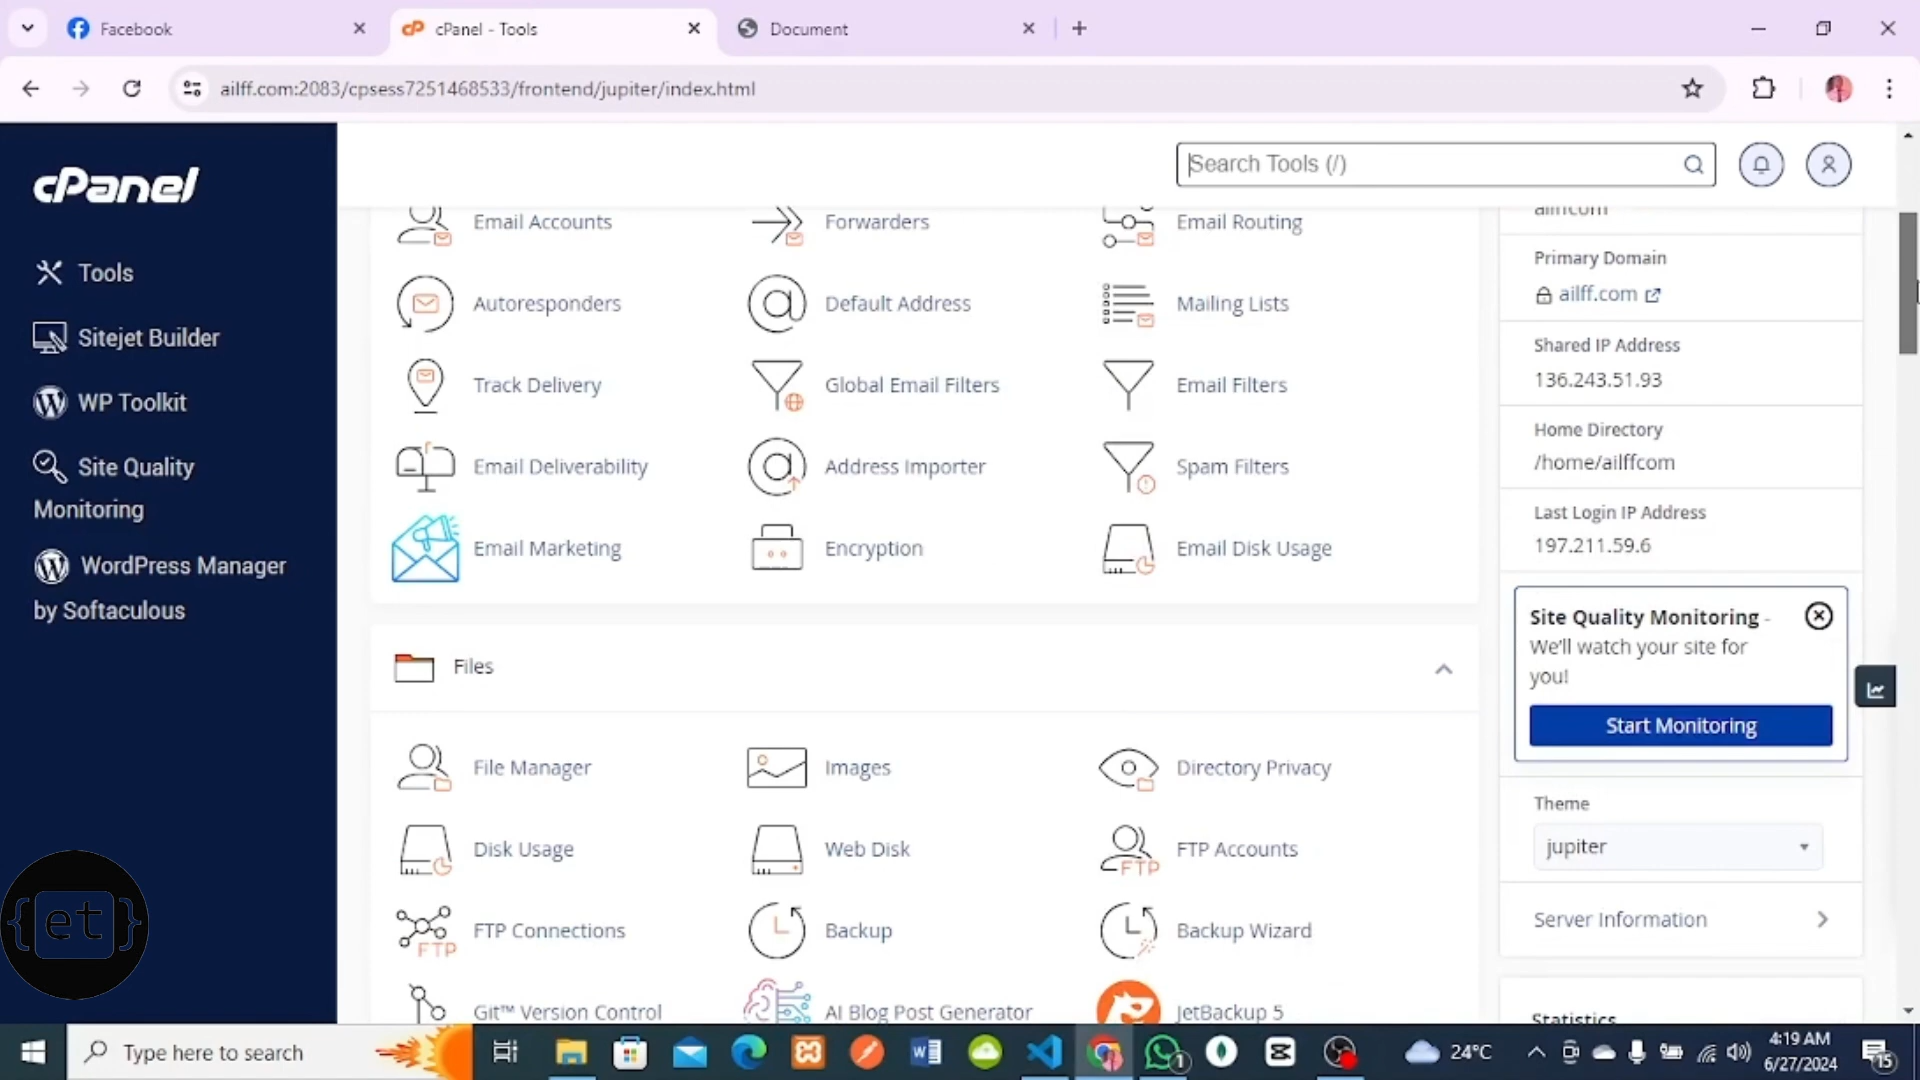 Facebook
cPanel - Tools
Document
ailff.com:2083/cpsess7251468533/frontend/jupiter/index.html
cPanel
Search Tools (/)
Tools
Sitejet Builder
WP Toolkit
Site Quality
Monitoring
WordPress Manager
by Softaculous
Email Accounts
Forwarders
Email Routing
Autoresponders
Default Address
Mailing Lists
Track Delivery
Global Email Filters
Email Filters
Email Deliverability
Address Importer
Spam Filters
Email Marketing
Encryption
Email Disk Usage
Files
File Manager
Images
Directory Privacy
Disk Usage
Web Disk
FTP
FTP Accounts
FTP
FTP Connections
Backup
Backup Wizard
Git™ Version Control
AI Blog Post Generator
JetBackup 5
ailffcom
Primary Domain
ailff.com
Shared IP Address
136.243.51.93
Home Directory
/home/ailffcom
Last Login IP Address
197.211.59.6
Site Quality Monitoring -
We'll watch your site for
you!
Start Monitoring
Theme
jupiter
Server Information
Statistics
{et}
Type here to search
1
24°C
4:19 AM
6/27/2024
15